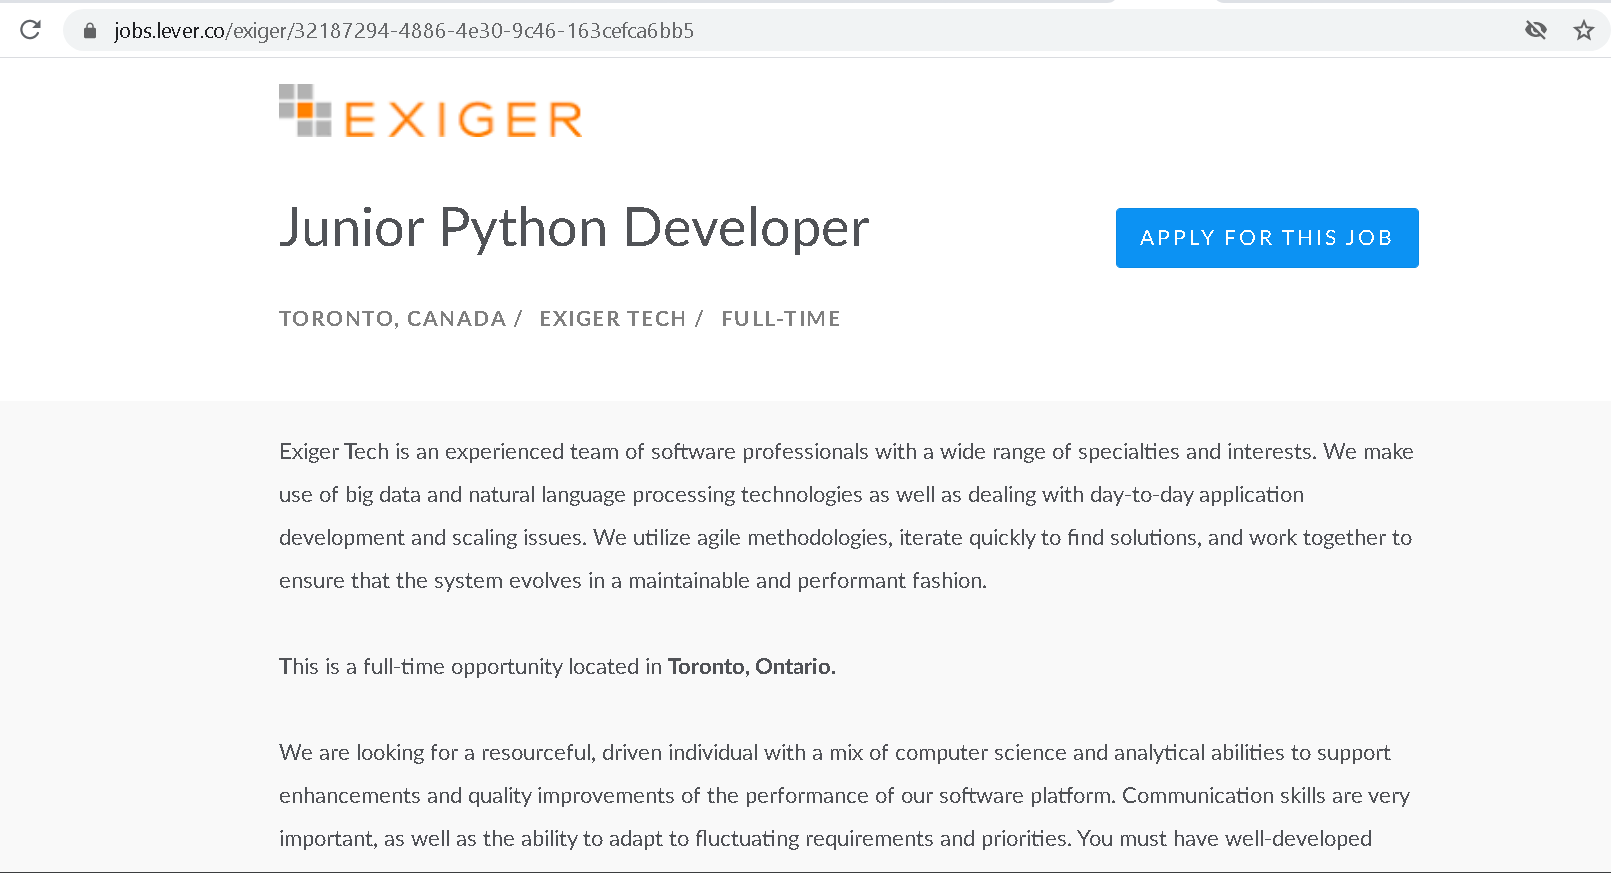 jobs.lever.co/exiger/32187294-4886-4e30-9c46-163cefca6bb5
EXIGER
Junior Python Developer
APPLY FOR THIS JOB
TORONTO, CANADA / EXIGER TECH / FULL-TIME
Exiger Tech is an experienced team of software professionals with a wide range of specialties and interests. We make
use of big data and natural language processing technologies as well as dealing with day-to-day application
development and scaling issues. We utilize agile methodologies, iterate quickly to find solutions, and work together to
ensure that the system evolves in a maintainable and performant fashion.
This is a full-time opportunity located in Toronto, Ontario.
We are looking for a resourceful, driven individual with a mix of computer science and analytical abilities to support
enhancements and quality improvements of the performance of our software platform. Communication skills are very
important, as well as the ability to adapt to fluctuating requirements and priorities. You must have well-developed